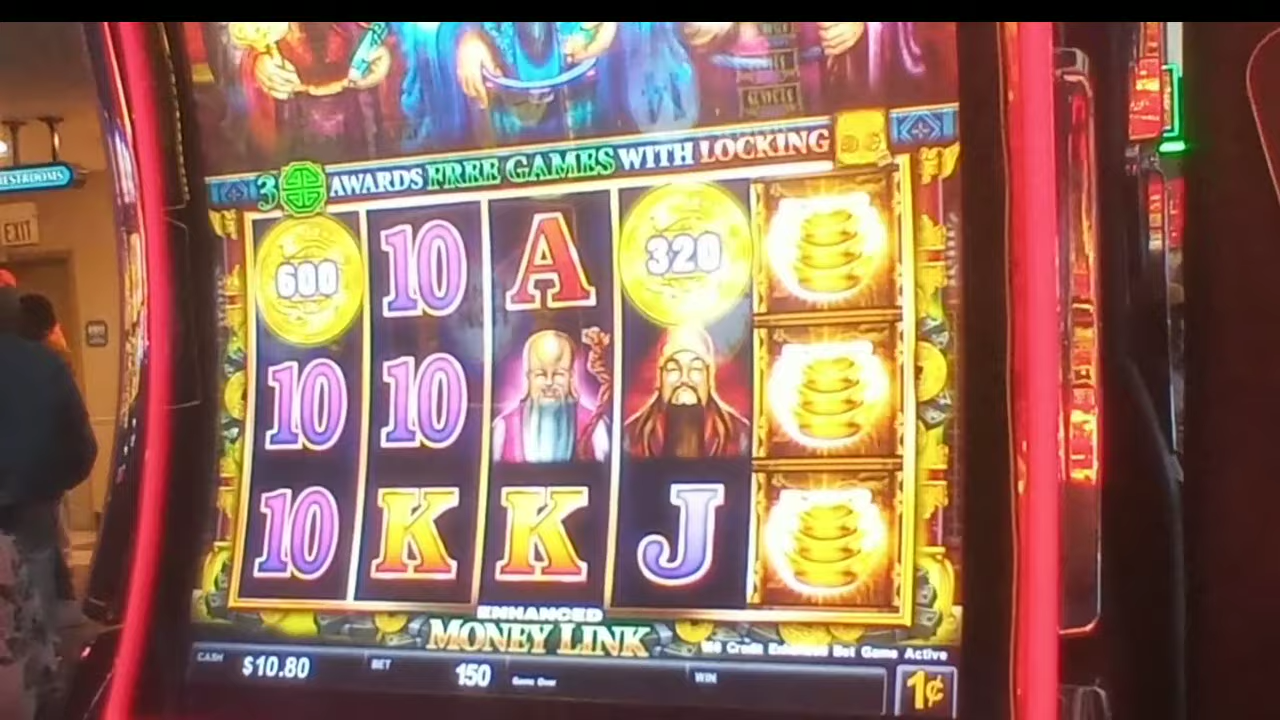 RESTROOMS
EXIT
3 AWARDS FREE GAMES WITH LOCKING
600 10 A 320
10 10
10 K K J
ENHANCED
MONEY LINK
Credit Enhanced Bet Game Active
CASH $10.80 BET 150 Game Over WIN 1¢